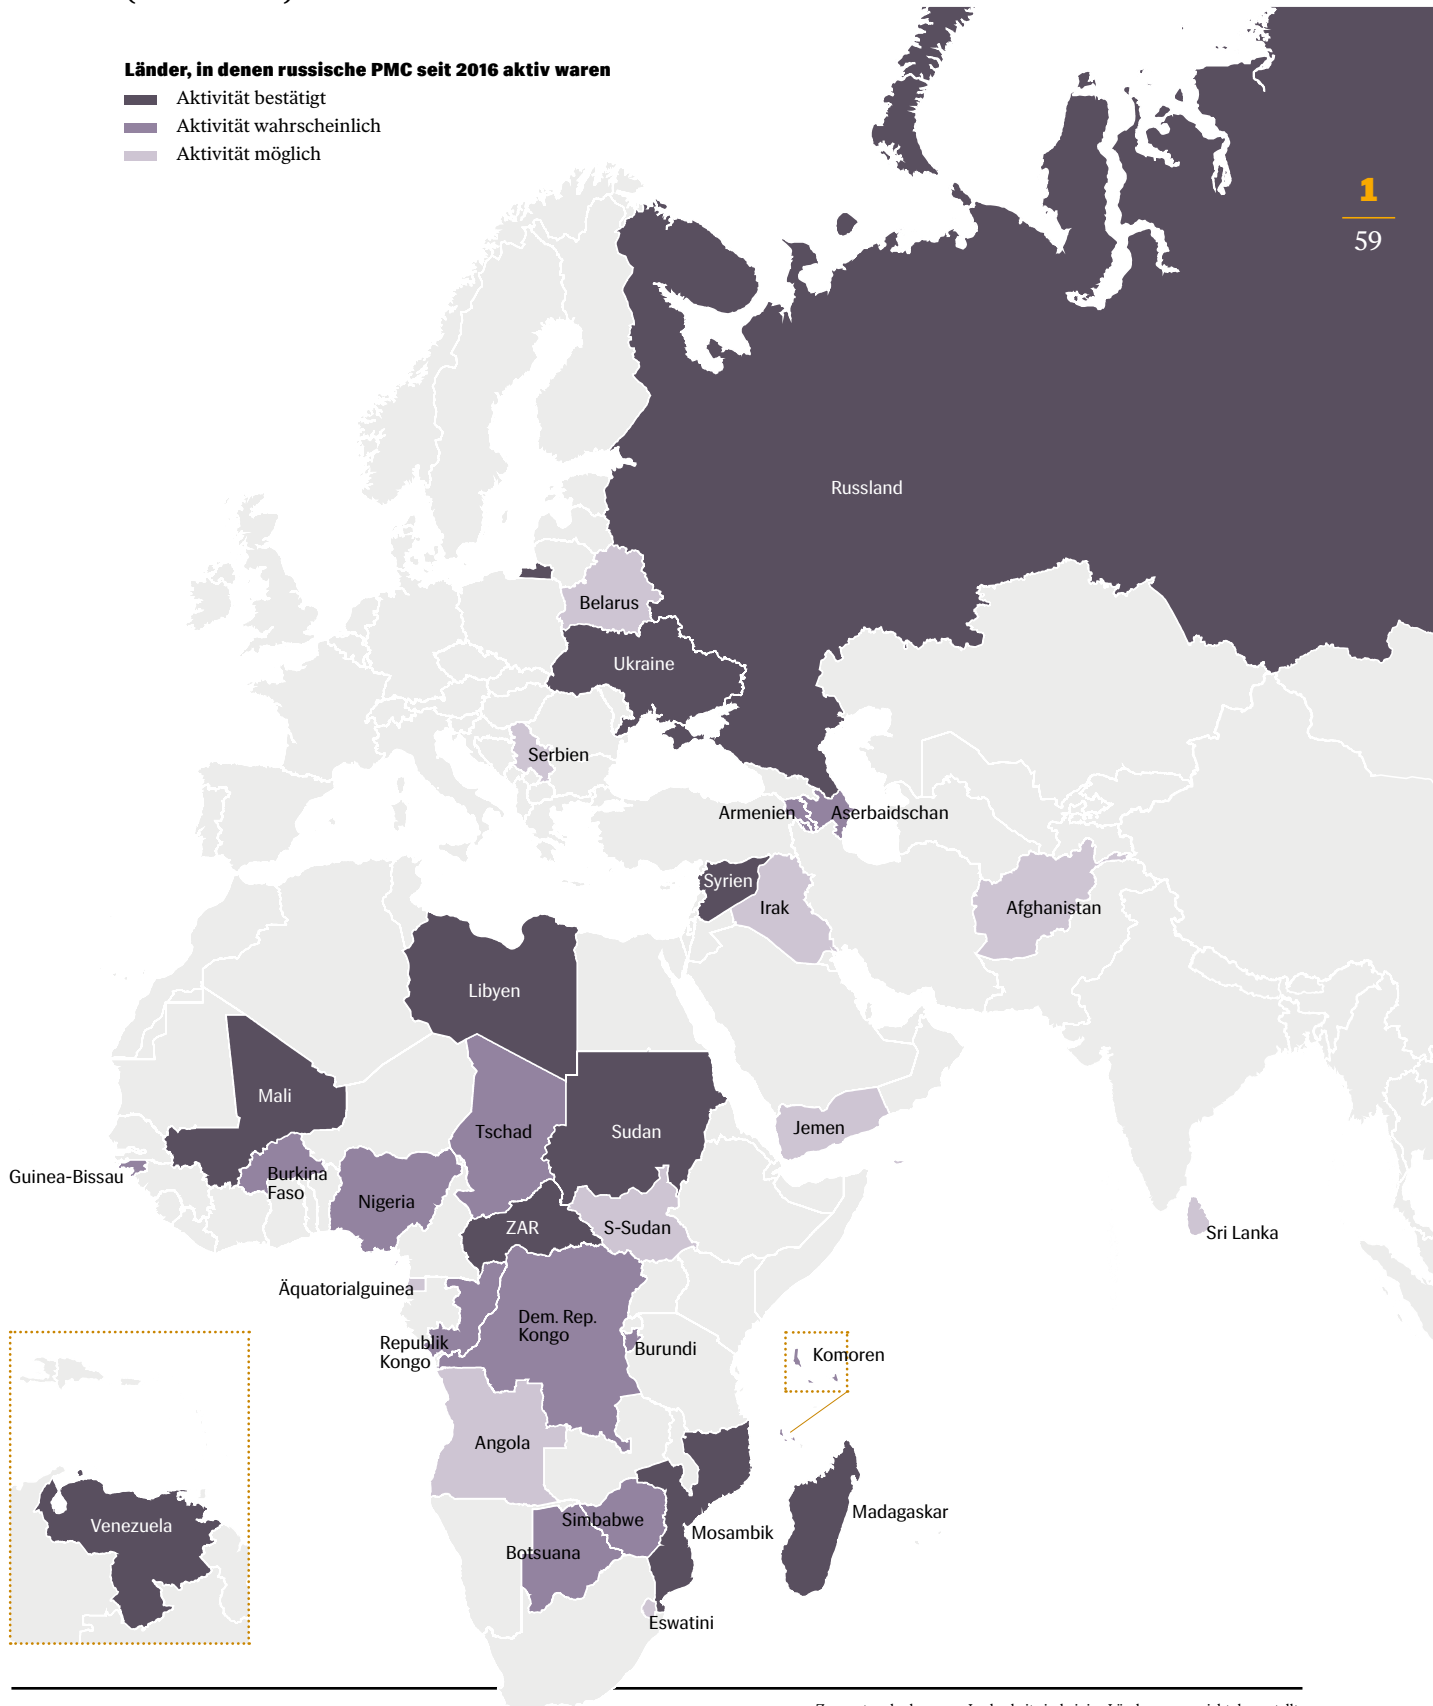 Länder, in denen russische PMC seit 2016 aktiv waren
Aktivität bestätigt
Aktivität wahrscheinlich
Aktivität möglich
1
59
Russland
Belarus
Ukraine
Serbien
Armenien
Aserbaidschan
Syrien
Irak
Afghanistan
Libyen
Mali
Tschad
Sudan
Jemen
Guinea-Bissau
Burkina
Faso
Nigeria
ZAR
S-Sudan
Sri Lanka
Äquatorialguinea
Dem. Rep.
Kongo
Republik
Kongo
Burundi
Komoren
Angola
Venezuela
Simbabwe
Madagaskar
Mosambik
Botsuana
Eswatini